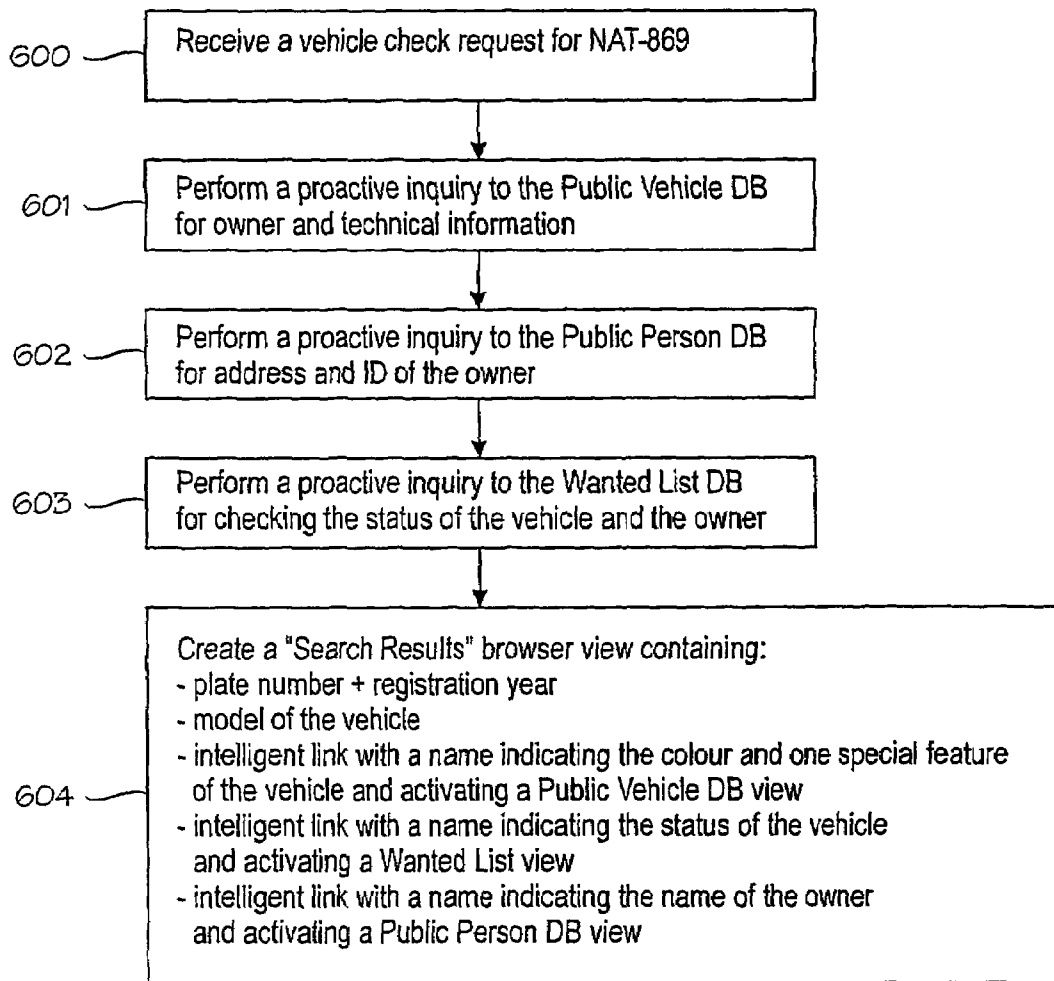 600
Receive a vehicle check request for NAT-869
601
Perform a proactive inquiry to the Public Vehicle DB
for owner and technical information
602
Perform a proactive inquiry to the Public Person DB
for address and ID of the owner
603
Perform a proactive inquiry to the Wanted List DB
for checking the status of the vehicle and the owner
604
Create a "Search Results" browser view containing:
- plate number + registration year
- model of the vehicle
- intelligent link with a name indicating the colour and one special feature
of the vehicle and activating a Public Vehicle DB view
- intelligent link with a name indicating the status of the vehicle
and activating a Wanted List view
- intelligent link with a name indicating the name of the owner
and activating a Public Person DB view